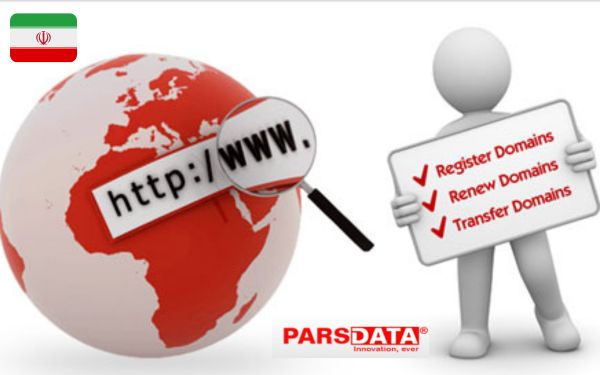 http:/www.
Register Domains
Renew Domains
Transfer Domains
PARSDATA®
Innovation, ever